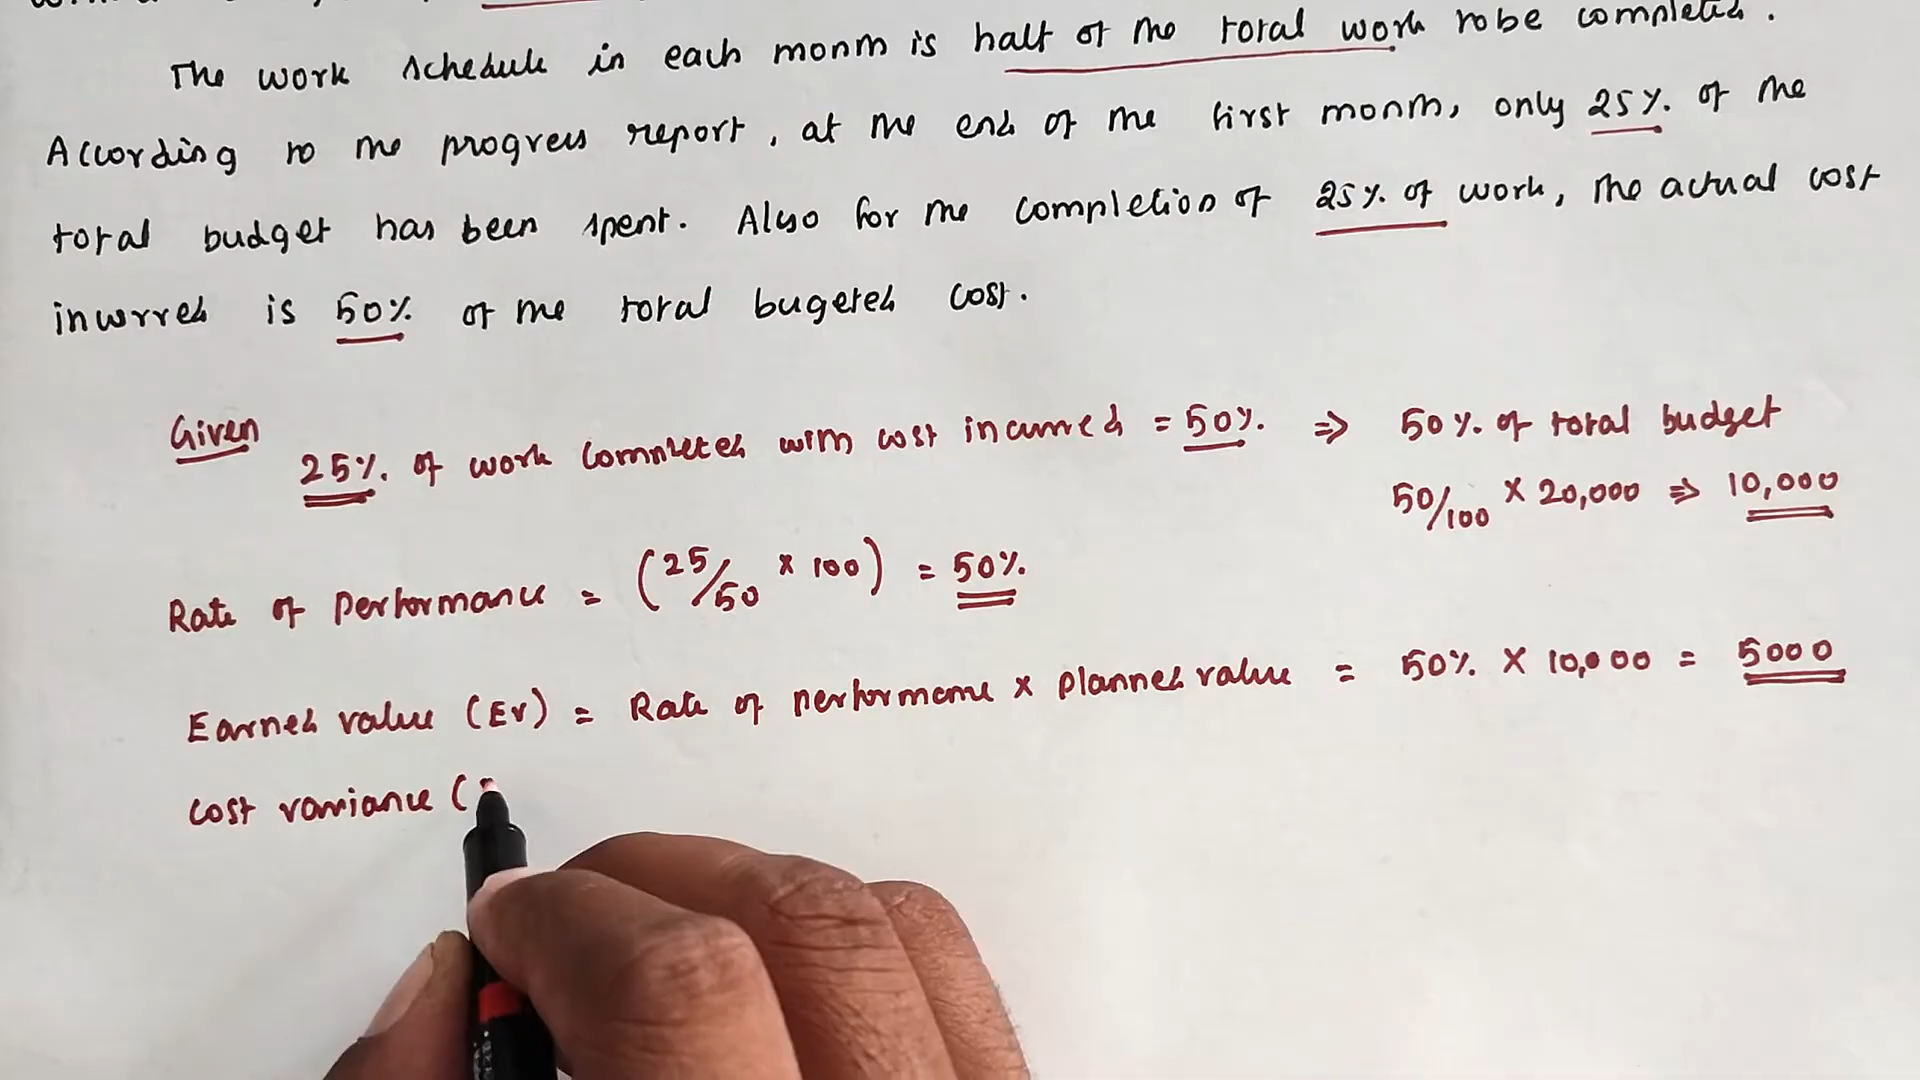 The work schedule in each month is half of the total work to be completed.
According to the progress report, at the end of the first month, only 25% of the
total budget has been spent. Also for the completion of 25% of work, the actual cost
incurred is 50% of the total bugeted cost.
Given
25% of work completed with cost incurred = 50% ⇒ 50% of total budget
50/100 × 20,000 ⇒ 10,000
Rate of performance = (25/50 × 100) = 50%
Earned value (EV) = Rate of performance × planned value = 50% × 10,000 = 5000
cost variance (